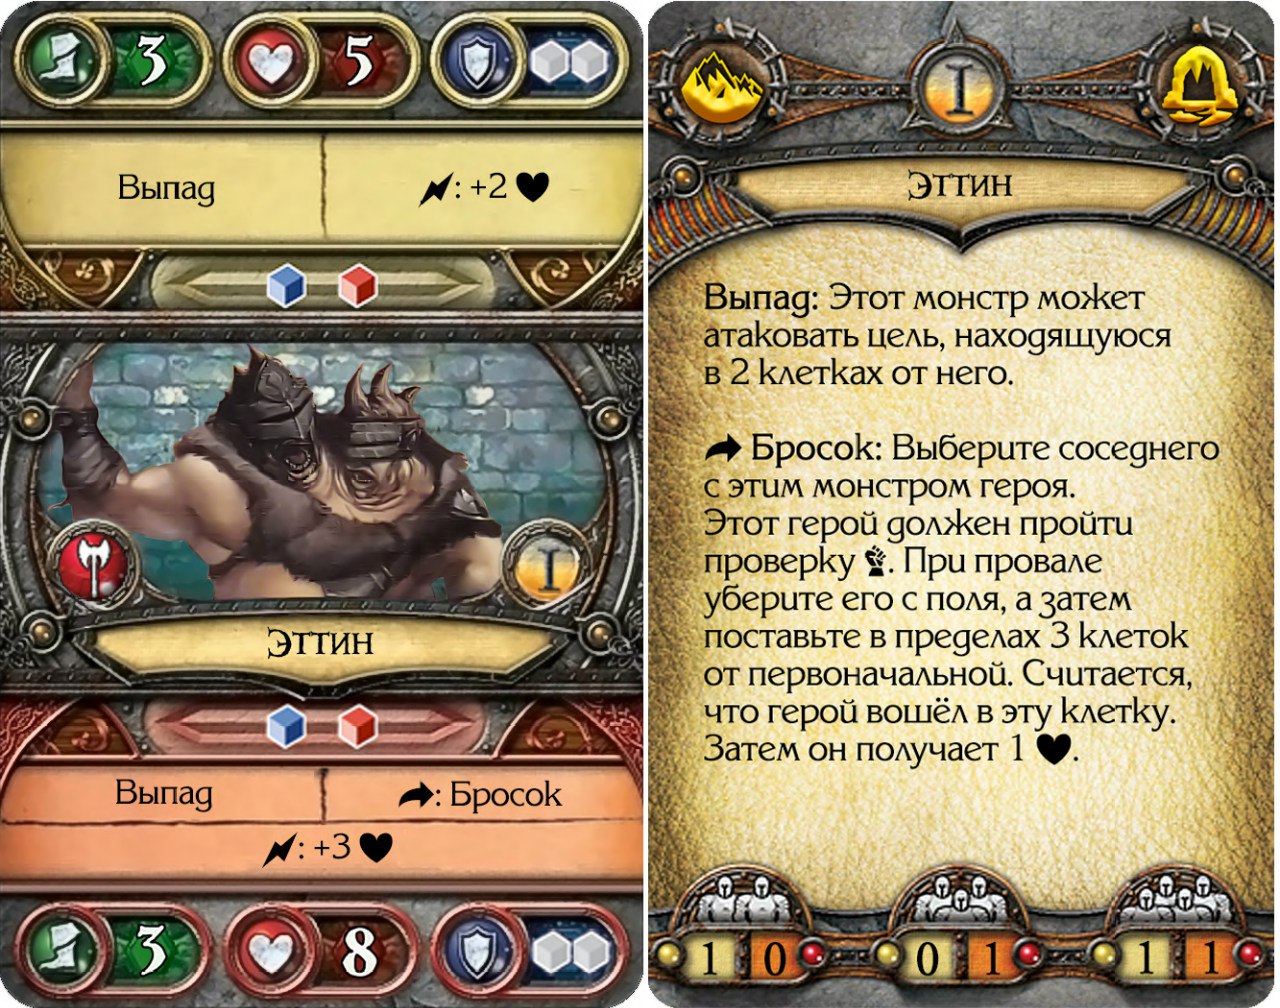 3 5
Выпад
: +2
ЭТТИН
I
Выпад
: Бросок
: +3
3 8
I
ЭТТИН
Выпад: Этот монстр может
атаковать цель, находящуюся
в 2 клетках от него.
Бросок: Выберите соседнего
с этим монстром героя.
Этот герой должен пройти
проверку . При провале
уберите его с поля, а затем
поставьте в пределах 3 клеток
от первоначальной. Считается,
что герой вошёл в эту клетку.
Затем он получает 1 .
1 0 0 1 1 1